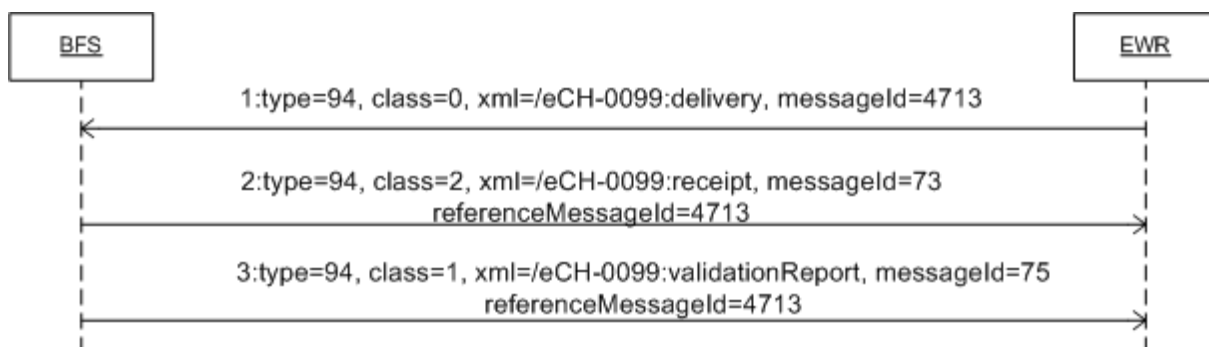 BFS
EWR
1:type=94, class=0, xml=/eCH-0099:delivery, messageId=4713
2:type=94, class=2, xml=/eCH-0099:receipt, messageId=73
referenceMessageId=4713
3:type=94, class=1, xml=/eCH-0099:validationReport, messageId=75
referenceMessageId=4713